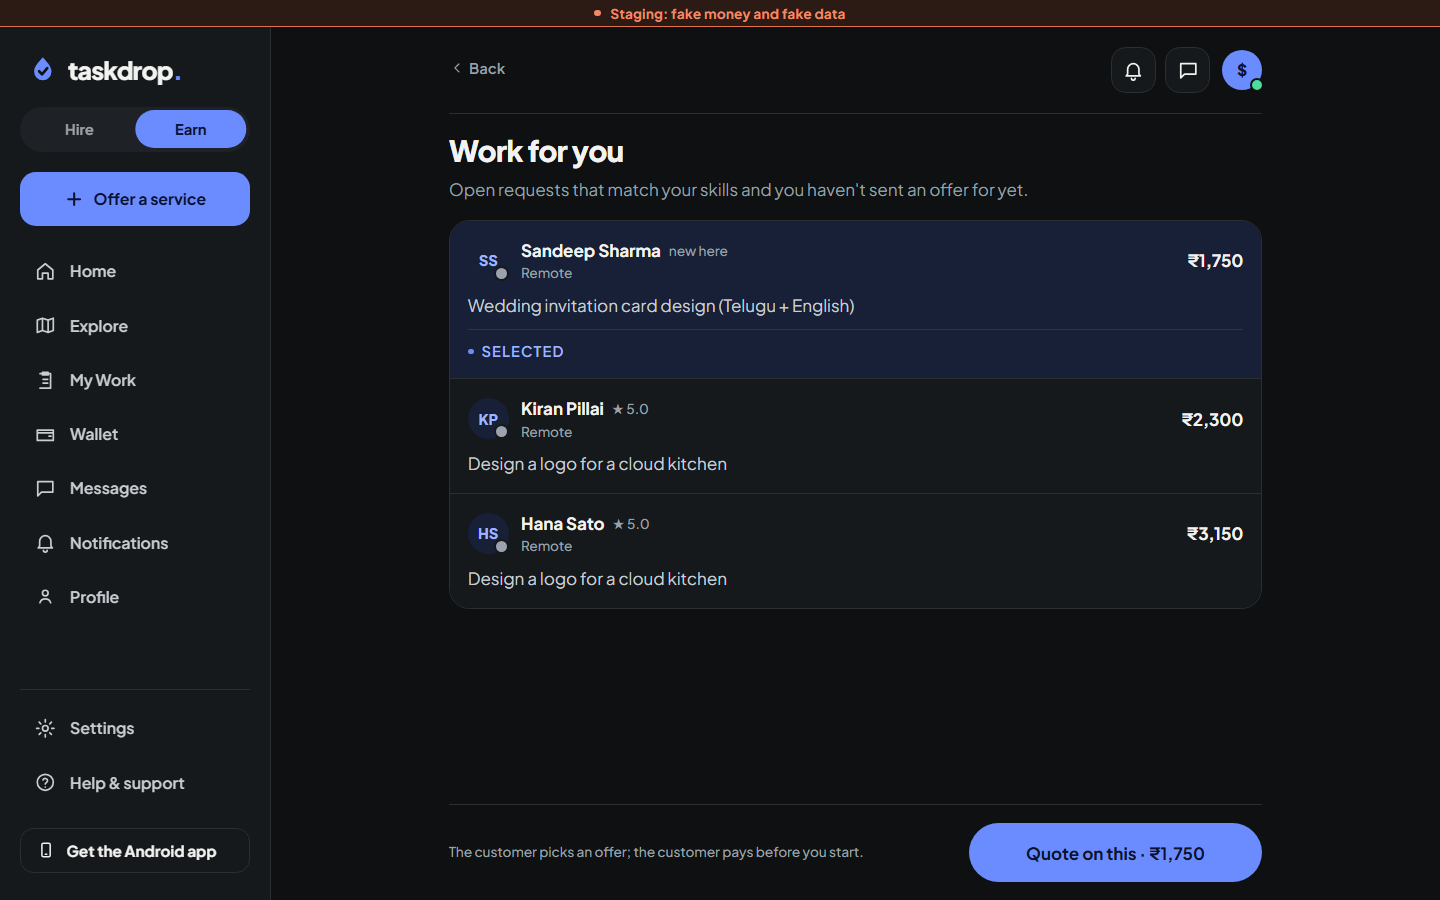 Staging: fake money and fake data
taskdrop.
Hire
Earn
Offer a service
Home
Explore
My Work
Wallet
Messages
Notifications
Profile
Settings
Help & support
Get the Android app
Back
$
Work for you
Open requests that match your skills and you haven't sent an offer for yet.
SS
Sandeep Sharma new here
₹1,750
Remote
Wedding invitation card design (Telugu + English)
SELECTED
KP
Kiran Pillai ★ 5.0
₹2,300
Remote
Design a logo for a cloud kitchen
HS
Hana Sato ★ 5.0
₹3,150
Remote
Design a logo for a cloud kitchen
The customer picks an offer; the customer pays before you start.
Quote on this · ₹1,750